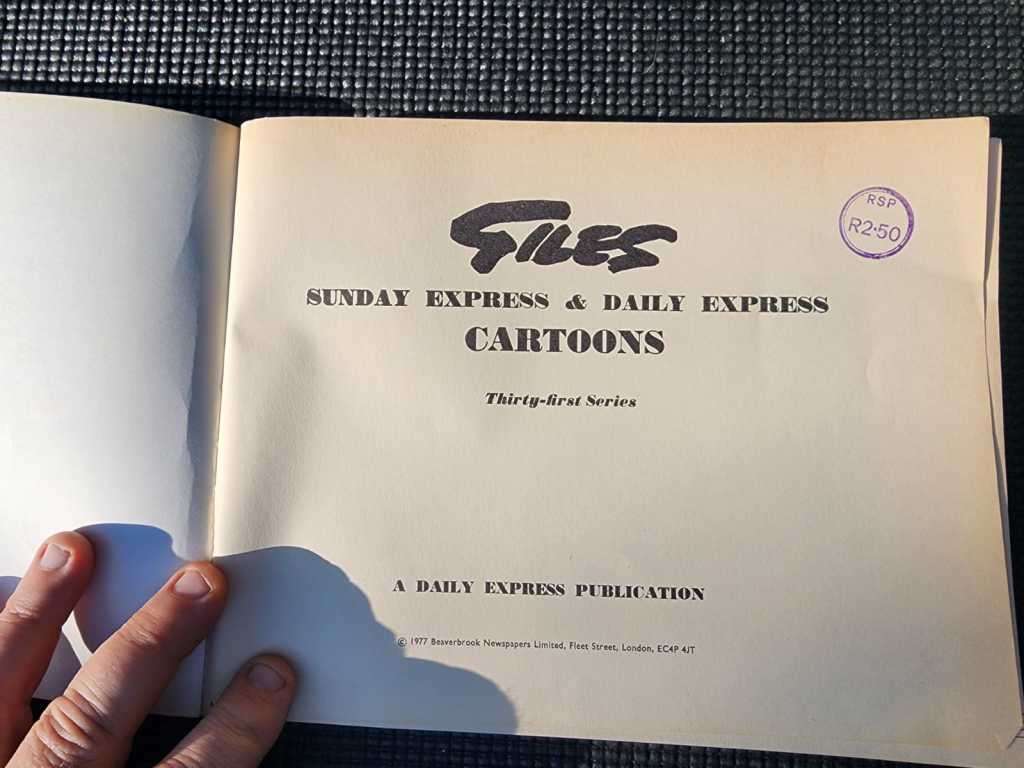 GILES
RSP
R2·50
SUNDAY EXPRESS & DAILY EXPRESS
CARTOONS
Thirty-first Series
A DAILY EXPRESS PUBLICATION
© 1977 Beaverbrook Newspapers Limited, Fleet Street, London, EC4P 4JT